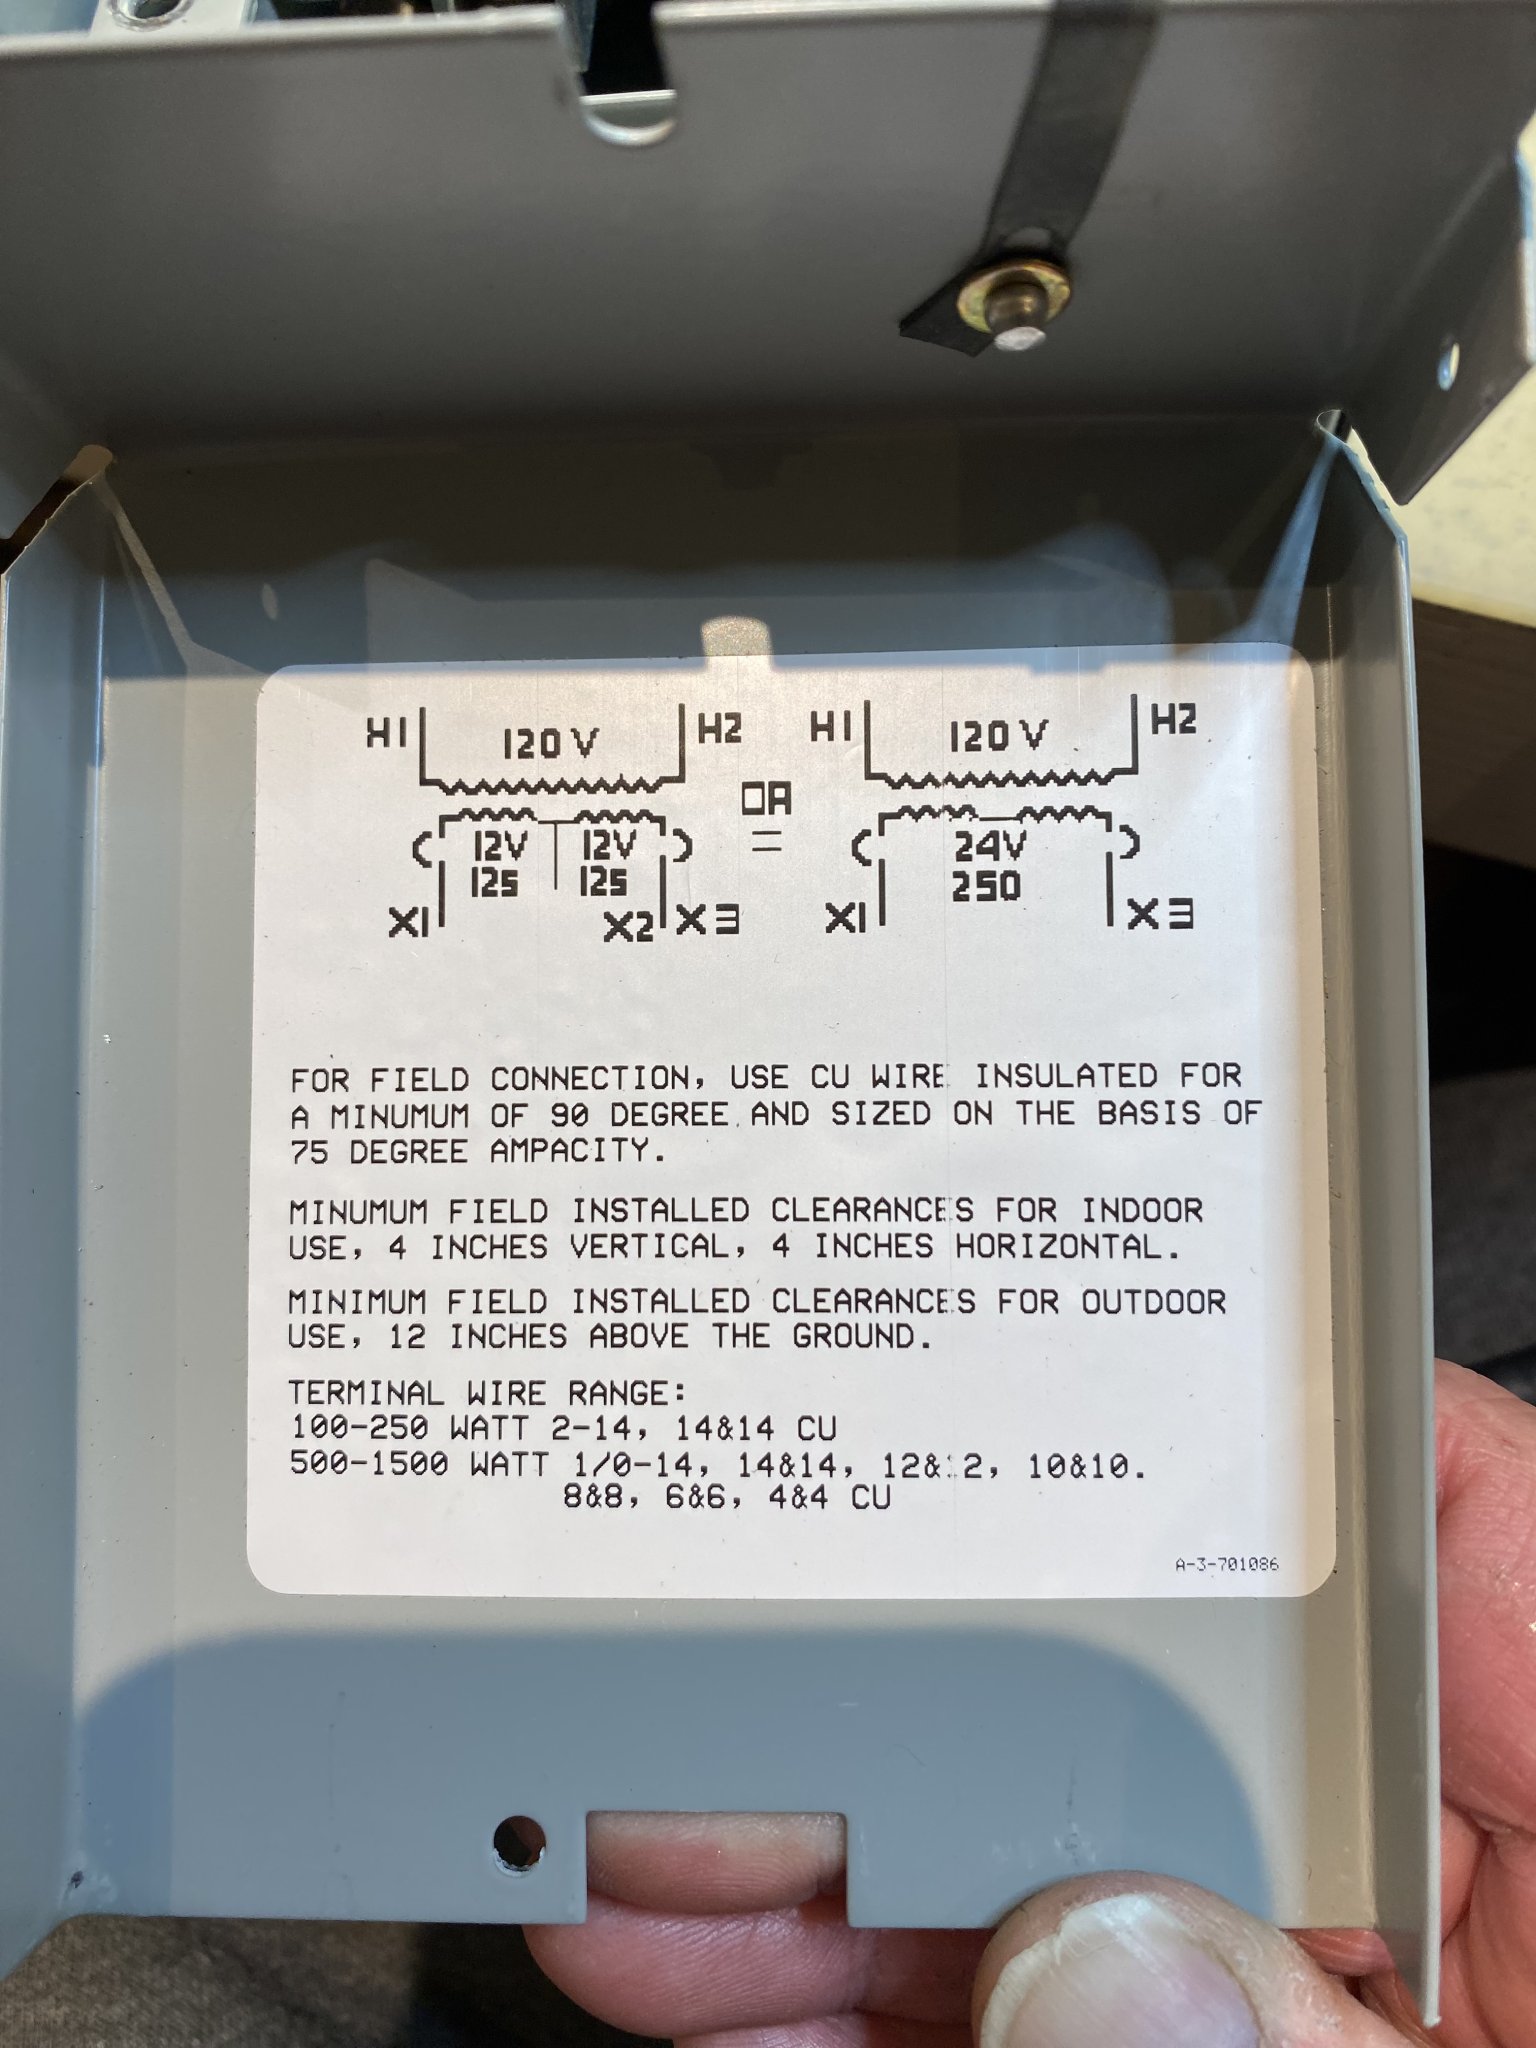 H1 120 V H2 H1 120 V H2
OR
12V 12V 24V
125 125 250
X1 X2 X3 X1 X3
FOR FIELD CONNECTION, USE CU WIRE INSULATED FOR
A MINUMUM OF 90 DEGREE AND SIZED ON THE BASIS OF
75 DEGREE AMPACITY.
MINUMUM FIELD INSTALLED CLEARANCES FOR INDOOR
USE, 4 INCHES VERTICAL, 4 INCHES HORIZONTAL.
MINIMUM FIELD INSTALLED CLEARANCES FOR OUTDOOR
USE, 12 INCHES ABOVE THE GROUND.
TERMINAL WIRE RANGE:
100-250 WATT 2-14, 14&14 CU
500-1500 WATT 1/0-14, 14&14, 12&12, 10&10.
8&8, 6&6, 4&4 CU
A-3-701086